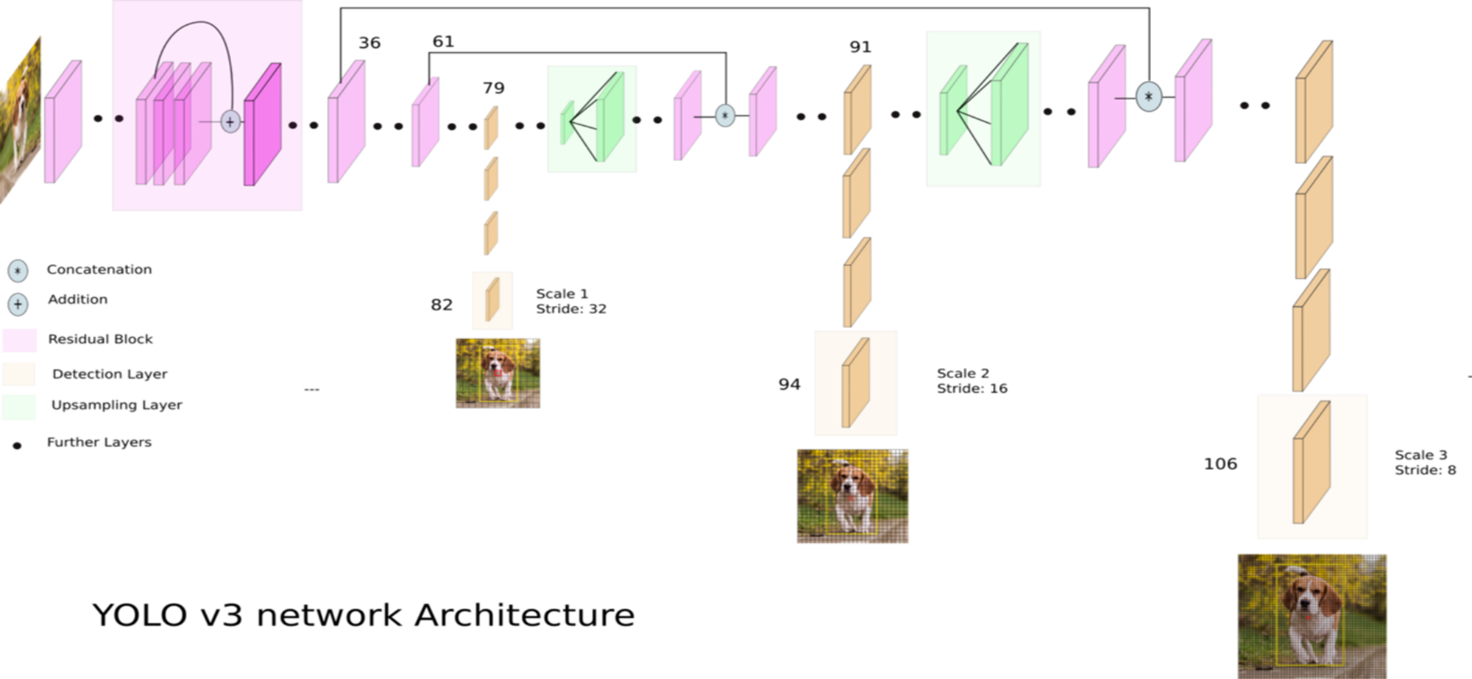 36
61
79
91
+
*
*
* Concatenation
+ Addition
Residual Block
Detection Layer
Upsampling Layer
Further Layers
---
82
Scale 1
Stride: 32
94
Scale 2
Stride: 16
106
Scale 3
Stride: 8
YOLO v3 network Architecture